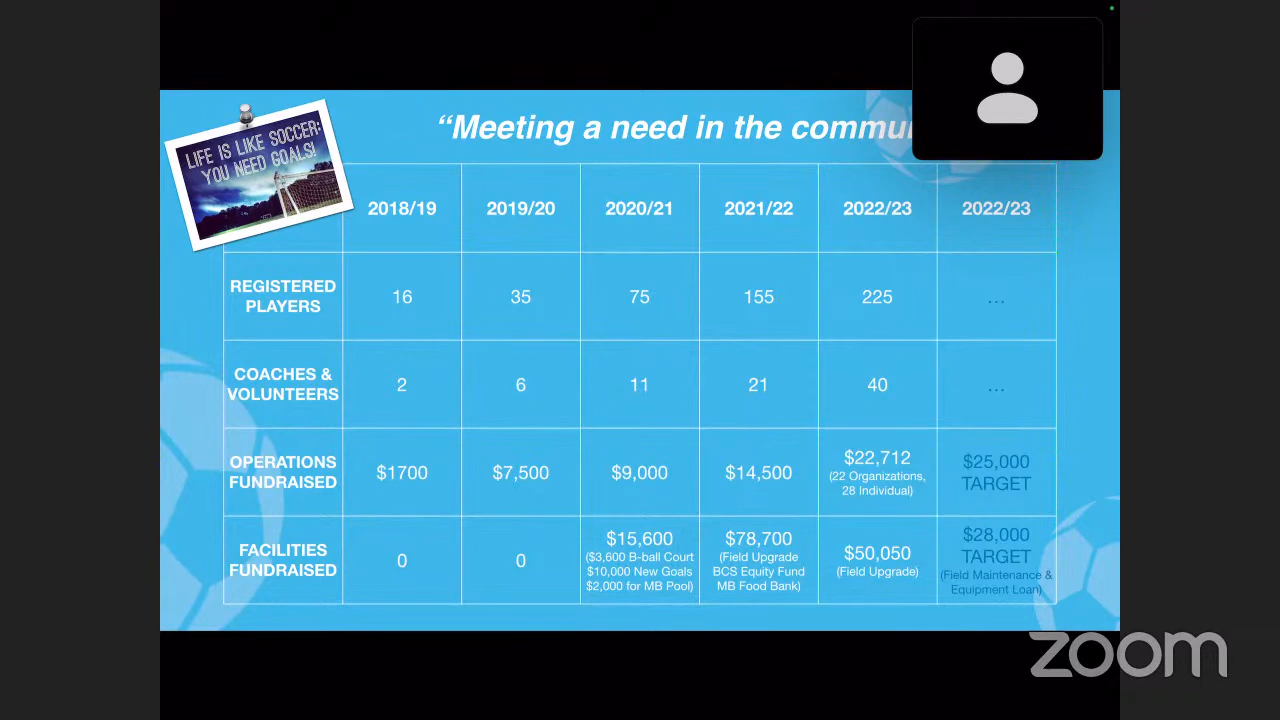 LIFE IS LIKE SOCCER:
YOU NEED GOALS!
“Meeting a need in the
2018/19 2019/20 2020/21 2021/22 2022/23 2022/23
REGISTERED
PLAYERS
16 35 75 155 225 ...
COACHES &
VOLUNTEERS
2 6 11 21 40 ...
OPERATIONS
FUNDRAISED
$1700 $7,500 $9,000 $14,500
$22,712
(22 Organizations,
28 Individual)
$25,000
TARGET
FACILITIES
FUNDRAISED
0 0
$15,600
($3,600 B-ball Court
$10,000 New Goals
$2,000 for MB Pool)
$78,700
(Field Upgrade
BCS Equity Fund
MB Food Bank)
$50,050
(Field Upgrade)
$28,000
TARGET
(Field Maintenance &
Equipment Loan)
zoom